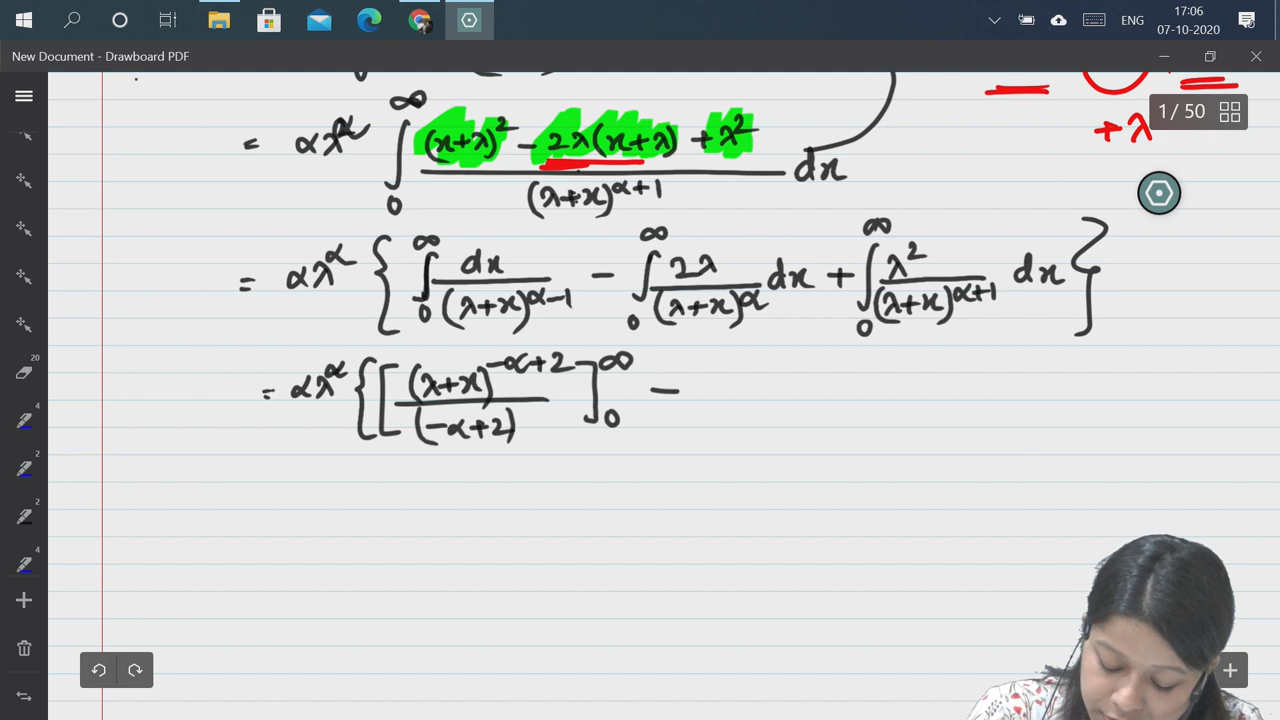 ENG
17:06
07-10-2020
New Document - Drawboard PDF
1 / 50
+λ
= αλ^α ∫₀^∞ ((x+λ)² − 2λ(x+λ) + λ²) / (λ+x)^(α+1) dx
= αλ^α { ∫₀^∞ dx / (λ+x)^(α−1) − ∫₀^∞ 2λ / (λ+x)^α dx + ∫₀^∞ λ² / (λ+x)^(α+1) dx }
= αλ^α { [ (λ+x)^(−α+2) / (−α+2) ]₀^∞ −
20
4
2
2
4